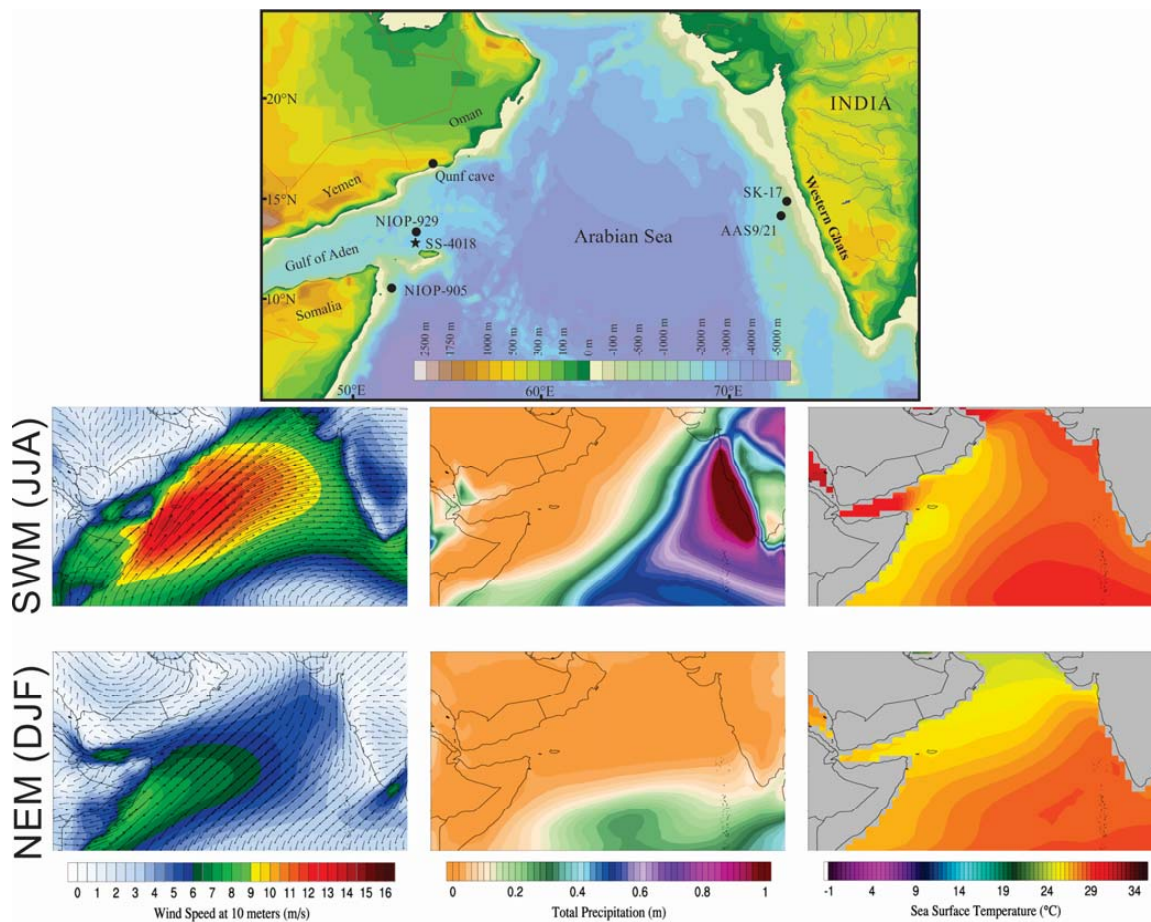 20°N
INDIA
Oman
Qunf cave
Yemen
15°N
SK-17
Western Ghats
NIOP-929
AAS9/21
SS-4018
Arabian Sea
Gulf of Aden
NIOP-905
10°N
Somalia
2500 m
1750 m
1000 m
500 m
300 m
100 m
0 m
-100 m
-500 m
-1000 m
-2000 m
-3000 m
-4000 m
-5000 m
50°E 60°E 70°E
SWM (JJA)
NEM (DJF)
0 1 2 3 4 5 6 7 8 9 10 11 12 13 14 15 16
Wind Speed at 10 meters (m/s)
0 0.2 0.4 0.6 0.8 1
Total Precipitation (m)
-1 4 9 14 19 24 29 34
Sea Surface Temperature (°C)